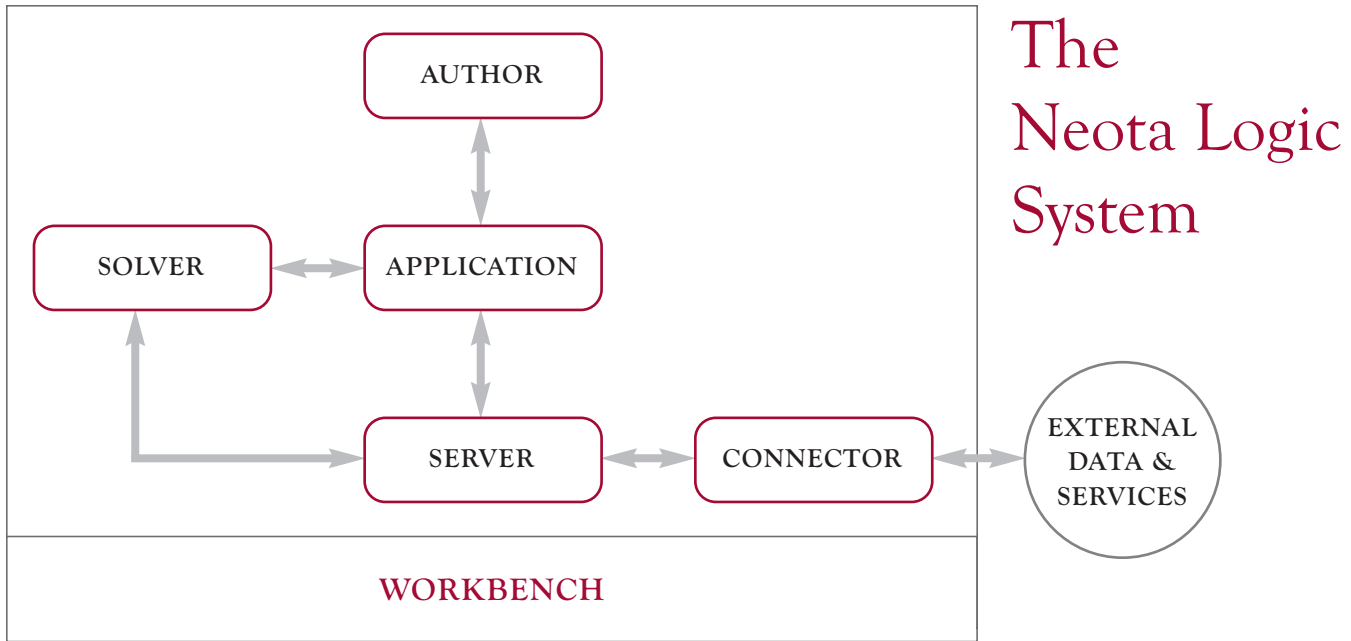 The
Neota Logic
System
AUTHOR
SOLVER
APPLICATION
SERVER
CONNECTOR
EXTERNAL
DATA &
SERVICES
WORKBENCH